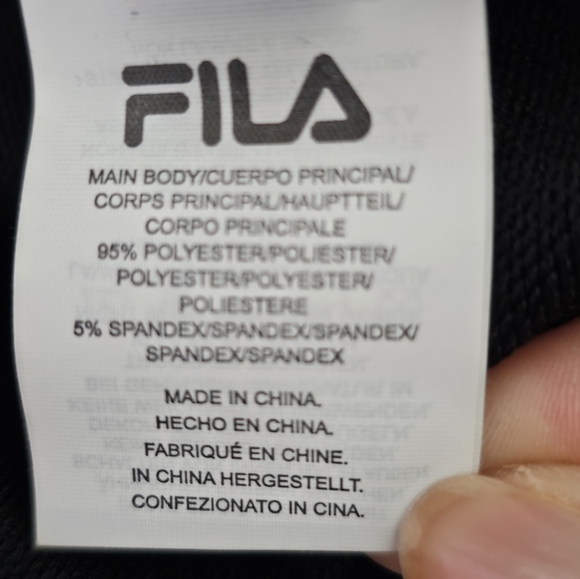 FILA
MAIN BODY/CUERPO PRINCIPAL/
CORPS PRINCIPAL/HAUPTTEIL/
CORPO PRINCIPALE
95% POLYESTER/POLIESTER/
POLYESTER/POLYESTER/
POLIESTERE
5% SPANDEX/SPANDEX/SPANDEX/
SPANDEX/SPANDEX
MADE IN CHINA.
HECHO EN CHINA.
FABRIQUÉ EN CHINE.
IN CHINA HERGESTELLT.
CONFEZIONATO IN CINA.